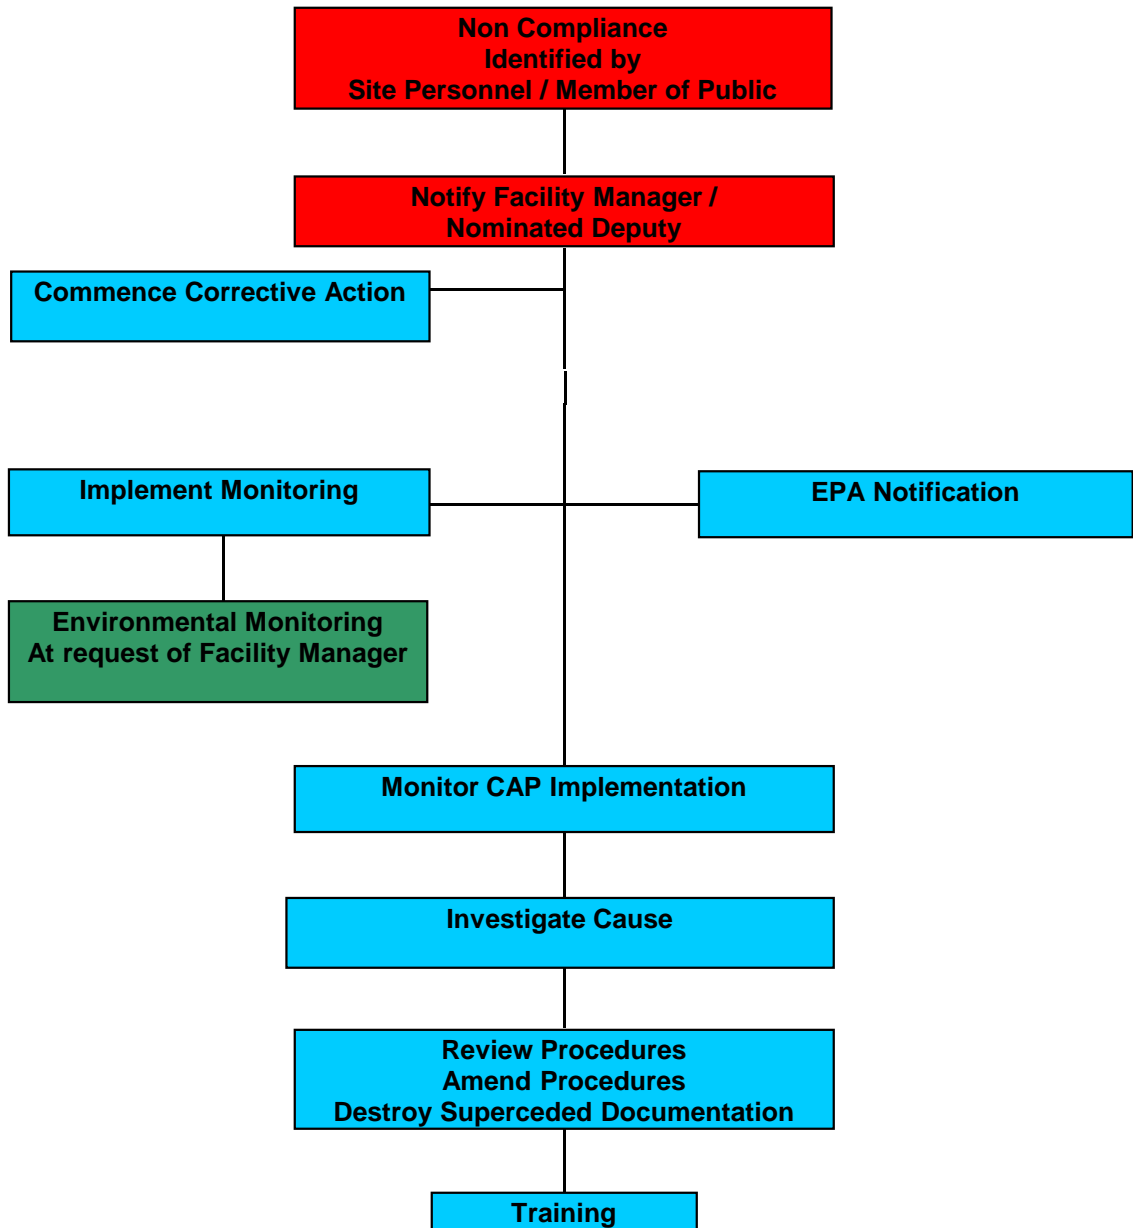 Non Compliance
Identified by
Site Personnel / Member of Public
Notify Facility Manager /
Nominated Deputy
Commence Corrective Action
Implement Monitoring
EPA Notification
Environmental Monitoring
At request of Facility Manager
Monitor CAP Implementation
Investigate Cause
Review Procedures
Amend Procedures
Destroy Superceded Documentation
Training